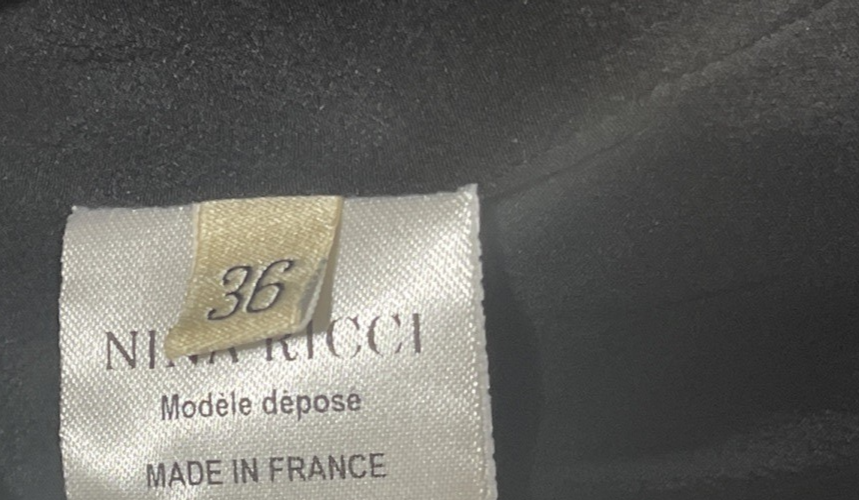 36
NINA RICCI
Modèle déposé
MADE IN FRANCE